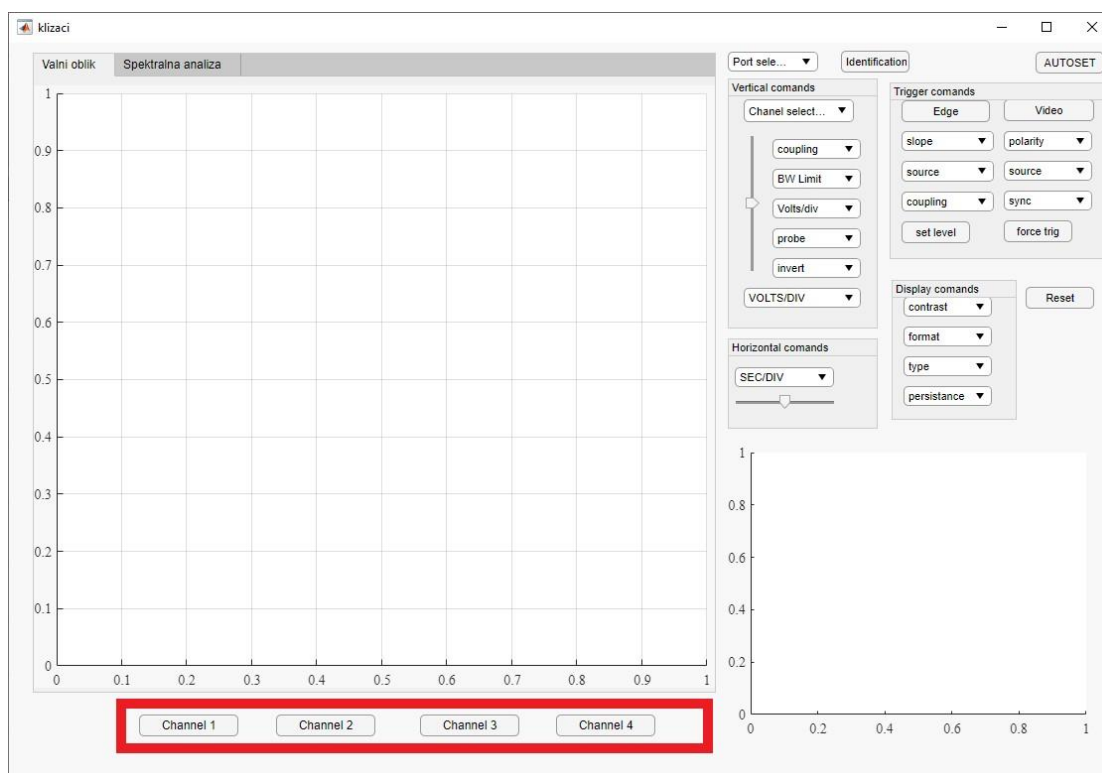 klizaci
Valni oblik
Spektralna analiza
1
0.9
0.8
0.7
0.6
0.5
0.4
0.3
0.2
0.1
0
0 0.1 0.2 0.3 0.4 0.5 0.6 0.7 0.8 0.9 1
Channel 1
Channel 2
Channel 3
Channel 4
Port sele...
Identification
AUTOSET
Vertical comands
Chanel select...
coupling
BW Limit
Volts/div
probe
invert
VOLTS/DIV
Trigger comands
Edge
Video
slope
polarity
source
source
coupling
sync
set level
force trig
Display comands
contrast
format
type
persistance
Reset
Horizontal comands
SEC/DIV
1
0.8
0.6
0.4
0.2
0
0 0.2 0.4 0.6 0.8 1